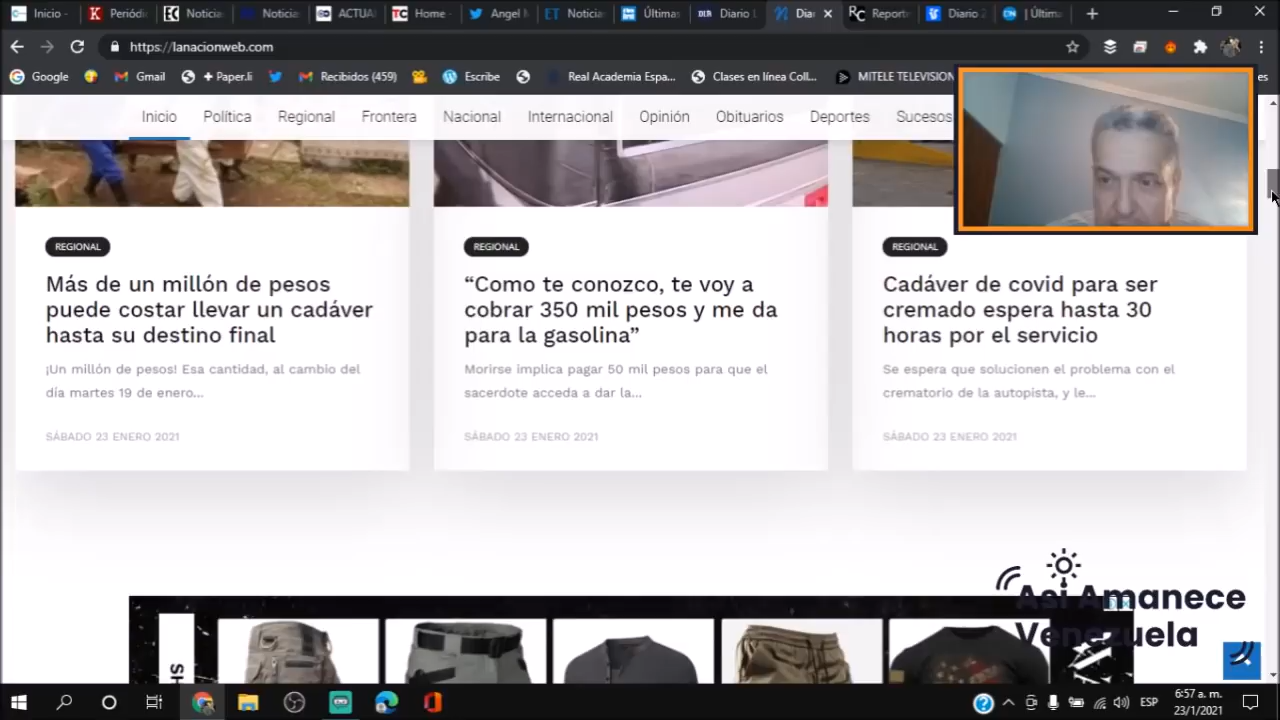 Inicio -
Periódi
Noticia
Noticia
ACTUA
Home -
Angel
Noticia
Últimas
Diario L
Dia
Report
Diario 2
| Última
https://lanacionweb.com
Google
Gmail
+ Paper.li
Recibidos (459)
Escribe
Real Academia Espa...
Clases en línea Coll...
MITELE TELEVISION
es
Inicio
Política
Regional
Frontera
Nacional
Internacional
Opinión
Obituarios
Deportes
Sucesos
REGIONAL
Más de un millón de pesos
puede costar llevar un cadáver
hasta su destino final
¡Un millón de pesos! Esa cantidad, al cambio del
día martes 19 de enero...
SÁBADO 23 ENERO 2021
REGIONAL
“Como te conozco, te voy a
cobrar 350 mil pesos y me da
para la gasolina”
Morirse implica pagar 50 mil pesos para que el
sacerdote acceda a dar la...
SÁBADO 23 ENERO 2021
REGIONAL
Cadáver de covid para ser
cremado espera hasta 30
horas por el servicio
Se espera que solucionen el problema con el
crematorio de la autopista, y le...
SÁBADO 23 ENERO 2021
Así Amanece
Venezuela
SH
ESP
6:57 a. m.
23/1/2021